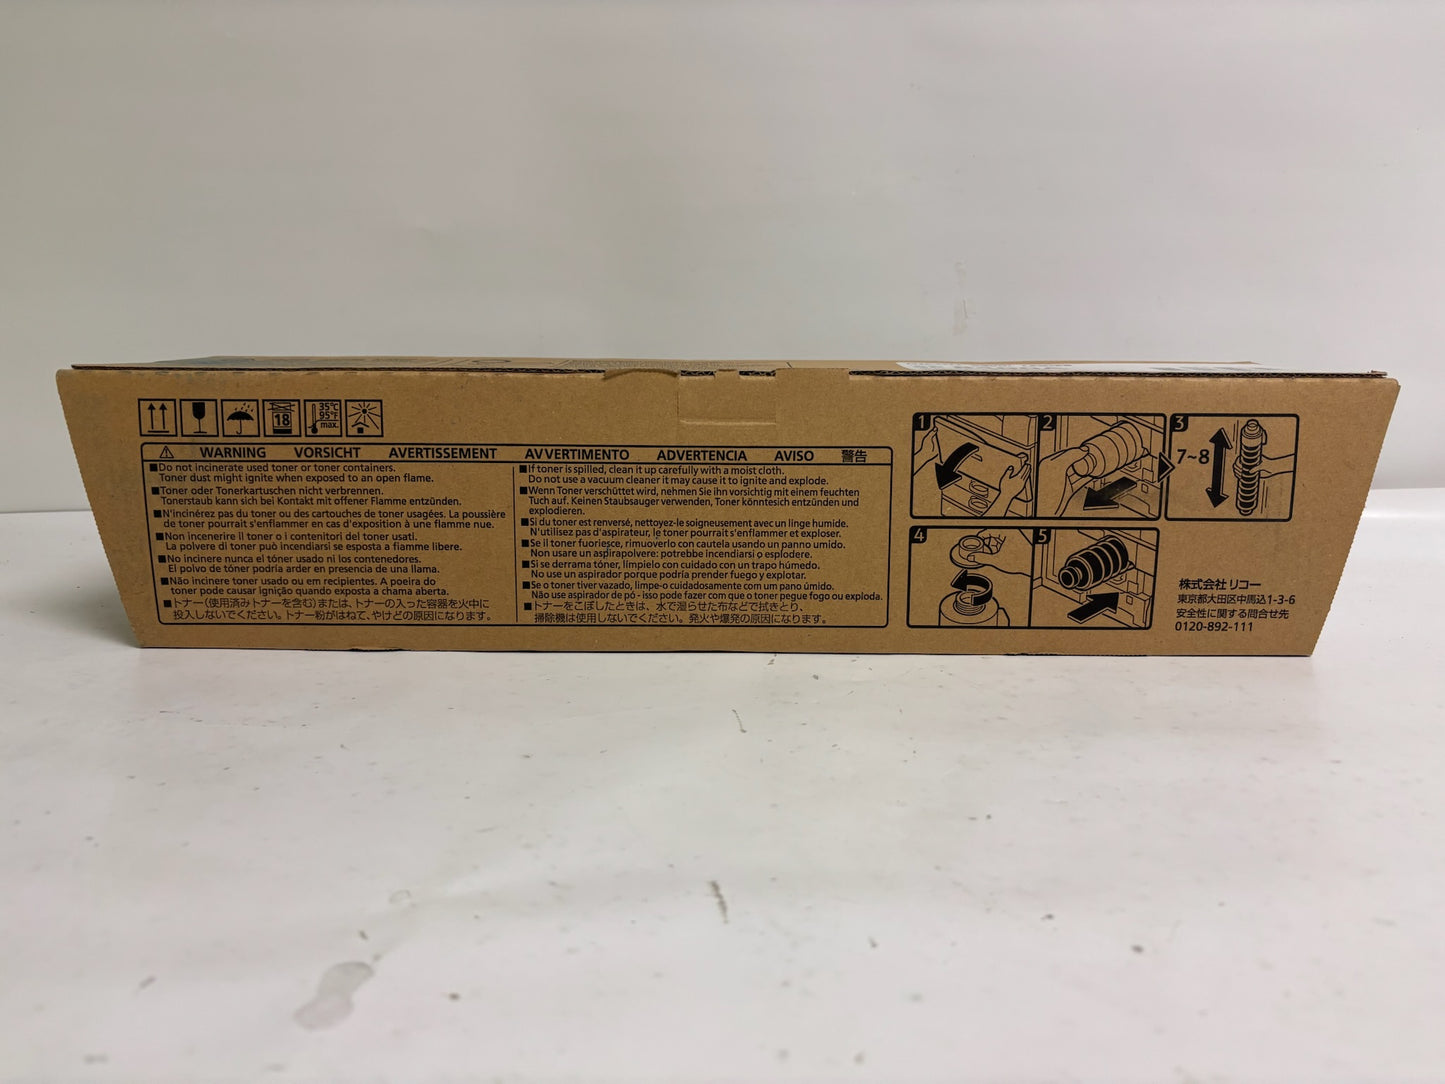 18
35℃
95°F
max.
WARNING VORSICHT AVERTISSEMENT AVVERTIMENTO ADVERTENCIA AVISO 警告
■Do not incinerate used toner or toner containers.
Toner dust might ignite when exposed to an open flame.
■Toner oder Tonerkartuschen nicht verbrennen.
Tonerstaub kann sich bei Kontakt mit offener Flamme entzünden.
■N'incinérez pas du toner ou des cartouches de toner usagées. La poussière
de toner pourrait s'enflammer en cas d'exposition à une flamme nue.
■Non incenerire il toner o i contenitori del toner usati.
La polvere di toner può incendiarsi se esposta a fiamme libere.
■No incinere nunca el tóner usado ni los contenedores.
El polvo de tóner podría arder en presencia de una llama.
■Não incinere toner usado ou em recipientes. A poeira do
toner pode causar ignição quando exposta a chama aberta.
■トナー(使用済みトナーを含む)または、トナーの入った容器を火中に
投入しないでください。トナー粉がはねて、やけどの原因になります。
■If toner is spilled, clean it up carefully with a moist cloth.
Do not use a vacuum cleaner it may cause it to ignite and explode.
■Wenn Toner verschüttet wird, nehmen Sie ihn vorsichtig mit einem feuchten
Tuch auf. Keinen Staubsauger verwenden, Toner könntesich entzünden und
explodieren.
■Si du toner est renversé, nettoyez-le soigneusement avec un linge humide.
N'utilisez pas d'aspirateur, le toner pourrait s'enflammer et exploser.
■Se il toner fuoriesce, rimuoverlo con cautela usando un panno umido.
Non usare un aspirapolvere: potrebbe incendiarsi o esplodere.
■Si se derrama tóner, límpielo con cuidado con un trapo húmedo.
No use un aspirador porque podría prender fuego y explotar.
■Se o toner tiver vazado, limpe-o cuidadosamente com um pano úmido.
Não use aspirador de pó - isso pode fazer com que o toner pegue fogo ou exploda.
■トナーをこぼしたときは、水で湿らせた布などで拭きとり、
掃除機は使用しないでください。発火や爆発の原因になります。
1
2
3
7~8
4
5
株式会社 リコー
東京都大田区中馬込1-3-6
安全性に関する問合せ先
0120-892-111